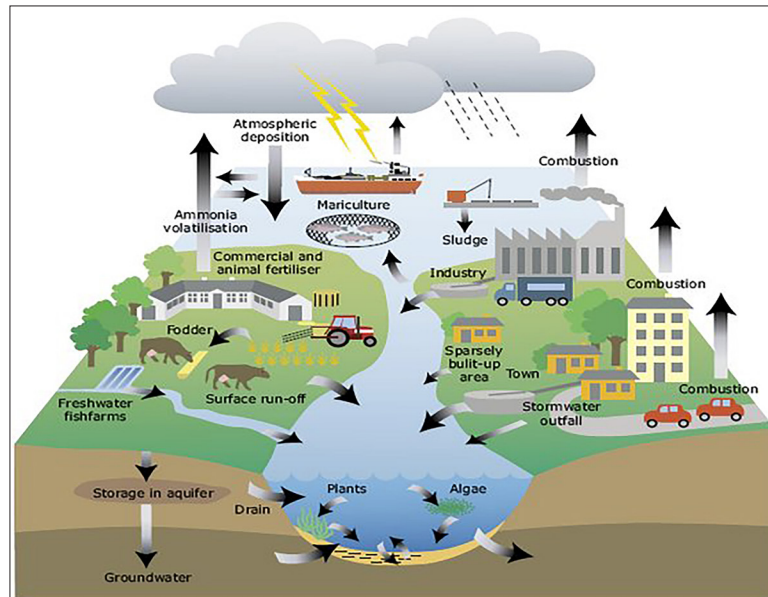 Atmospheric
deposition
Combustion
Mariculture
Ammonia
volatilisation
Sludge
Commercial and
animal fertiliser
Industry
Combustion
Fodder
Sparsely
bulit-up
area
Town
Combustion
Freshwater
fishfarms
Surface run-off
Stormwater
outfall
Storage in aquifer
Plants
Algae
Drain
Groundwater